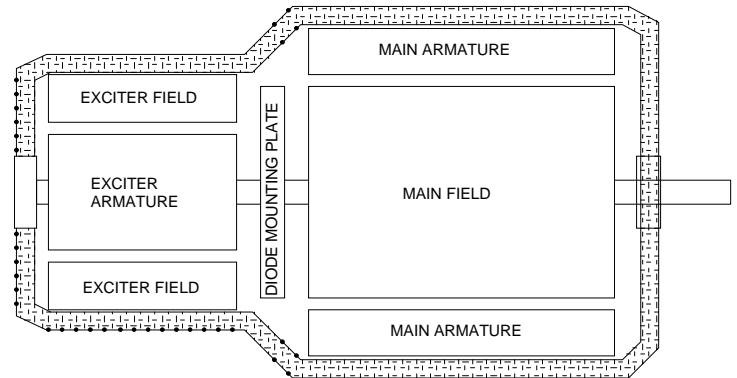 MAIN ARMATURE
EXCITER FIELD
DIODE MOUNTING PLATE
EXCITER
ARMATURE
MAIN FIELD
EXCITER FIELD
MAIN ARMATURE